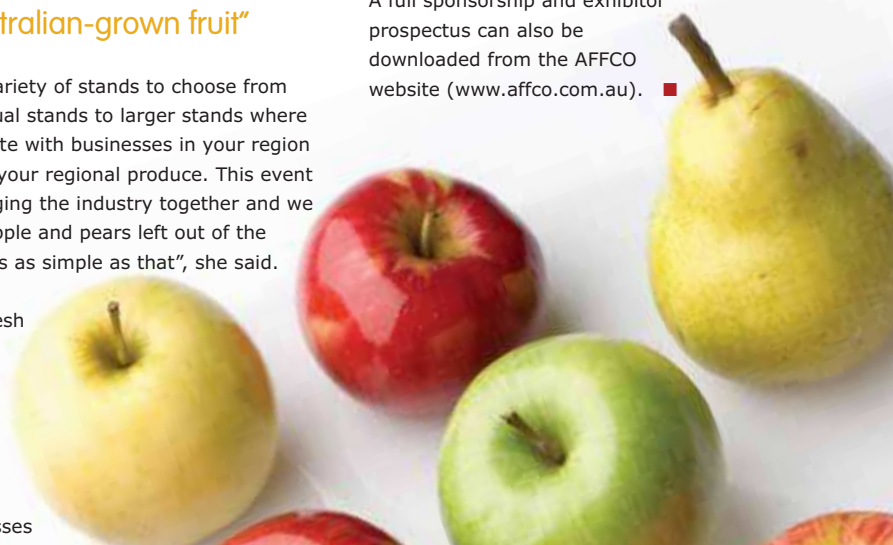 tralian-grown fruit“
ariety of stands to choose from
ual stands to larger stands where
te with businesses in your region
your regional produce. This event
ging the industry together and we
pple and pears left out of the
s as simple as that”, she said.
esh
sses
A full sponsorship and exhibitor
prospectus can also be
downloaded from the AFFCO
website (www.affco.com.au).